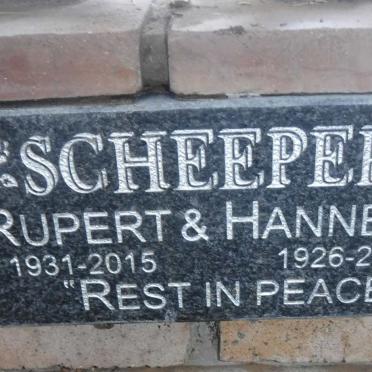 SCHEEPE
RUPERT & HANNE
1931-2015 1926-2
"REST IN PEACE